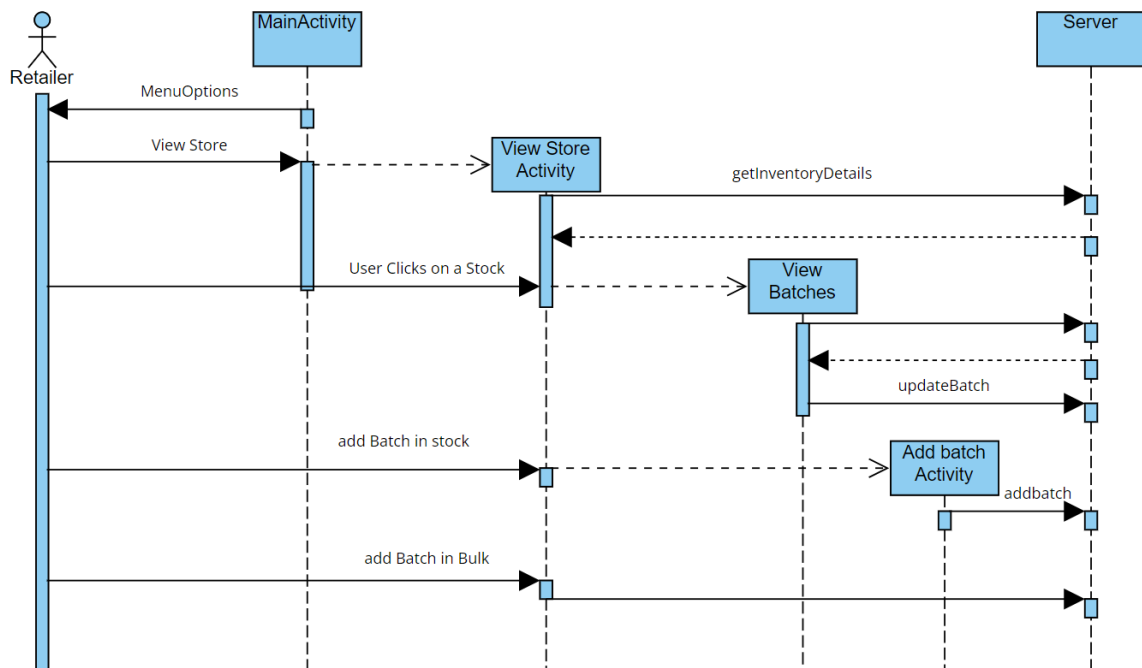 MainActivity
Server
Retailer
MenuOptions
View Store
View Store
Activity
getInventoryDetails
User Clicks on a Stock
View
Batches
updateBatch
add Batch in stock
Add batch
Activity
addbatch
add Batch in Bulk